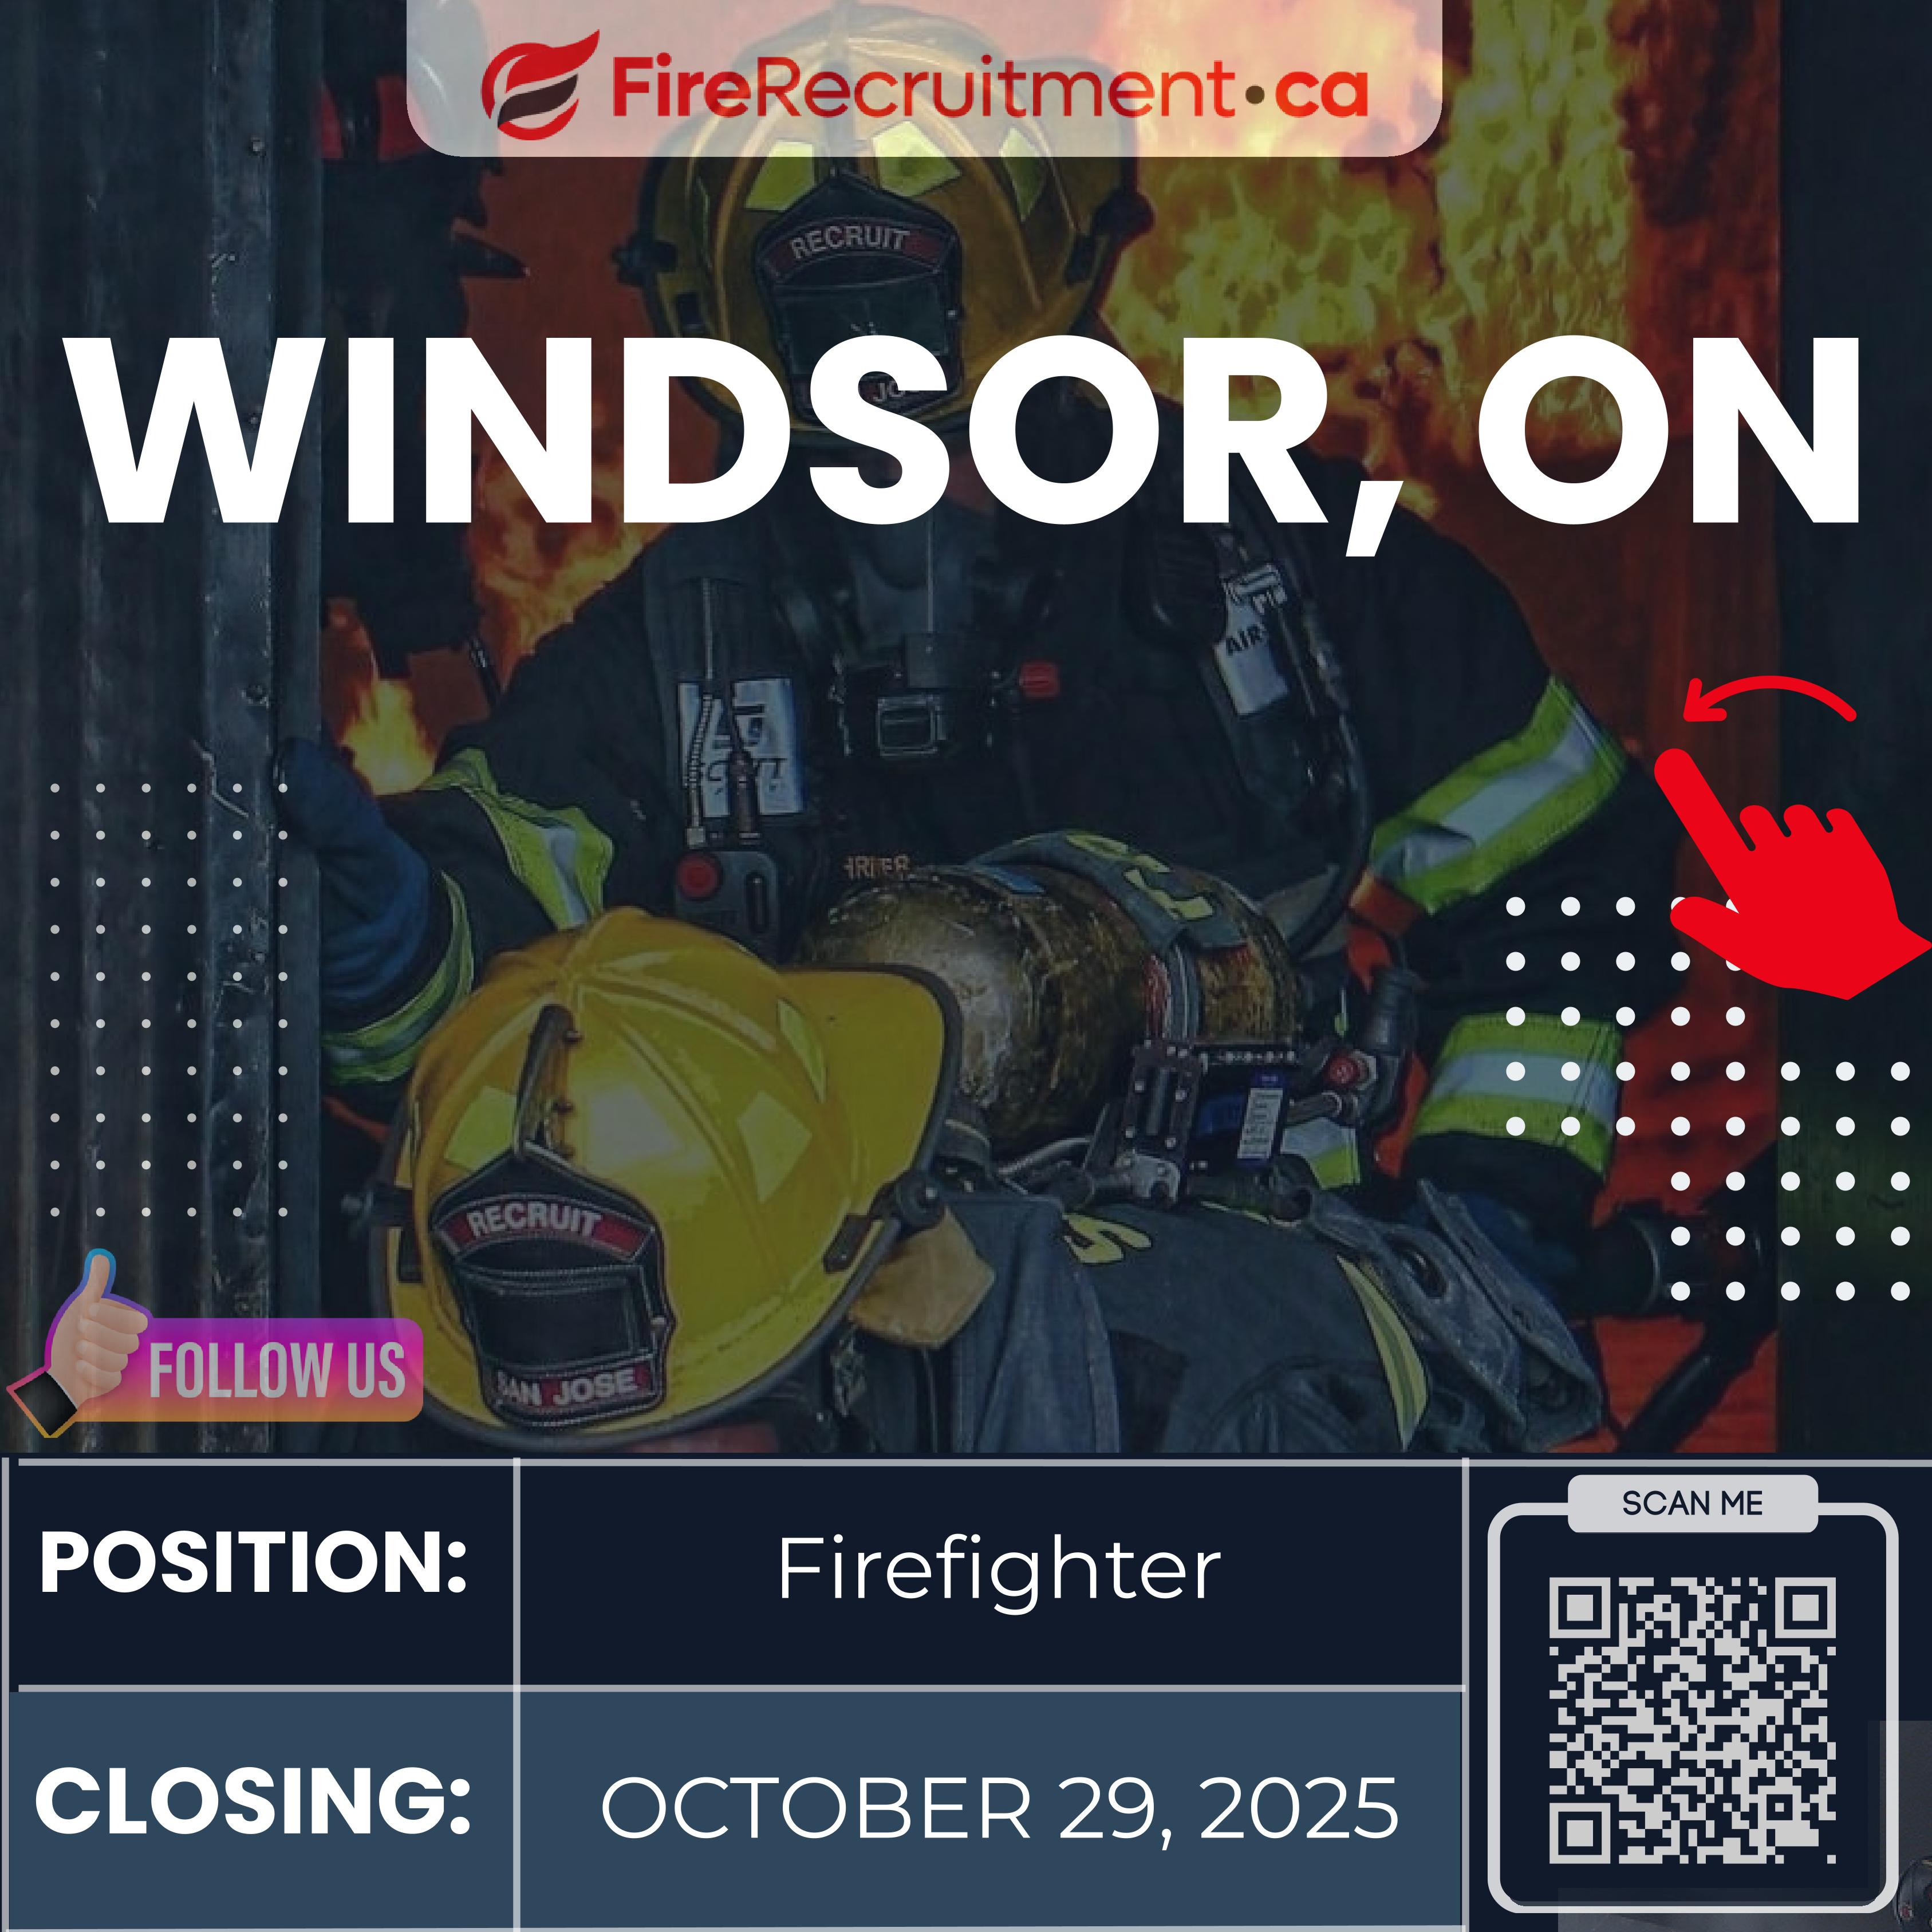 FireRecruitment.ca
RECRUIT
WINDSOR, ON
AIR
RECRUIT
SAN JOSE
FOLLOW US
POSITION:
Firefighter
SCAN ME
CLOSING:
OCTOBER 29, 2025